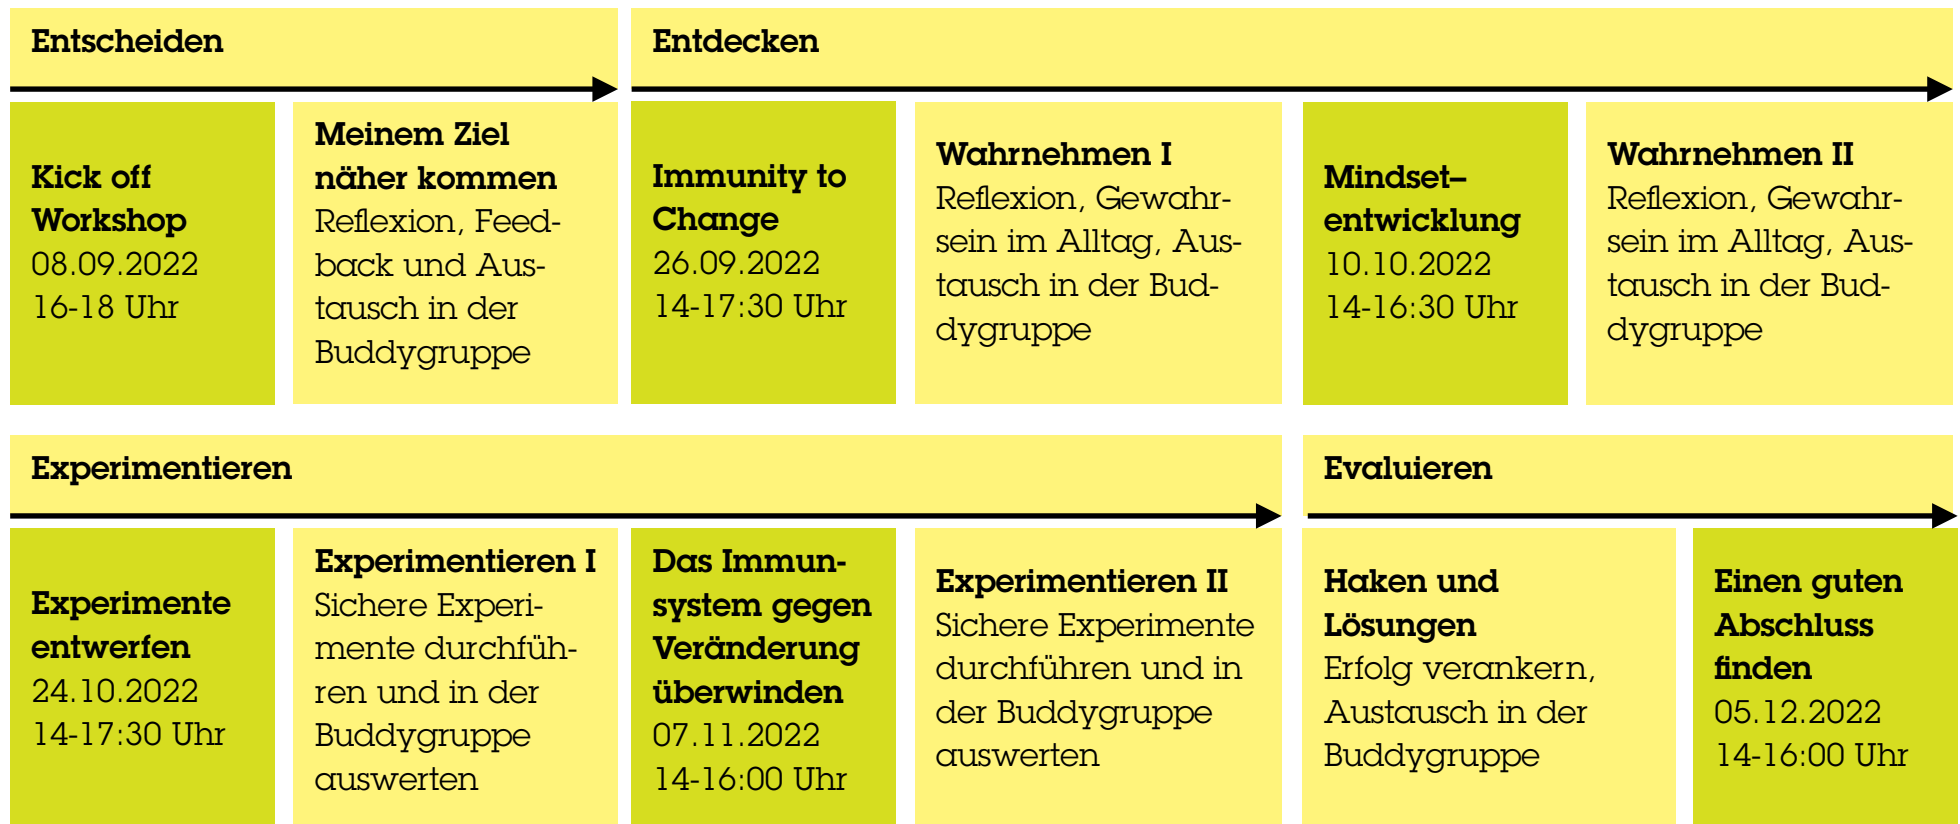 Entscheiden
Kick off
Workshop
08.09.2022
16-18 Uhr
Meinem Ziel
näher kommen
Reflexion, Feed-
back und Aus-
tausch in der
Buddygruppe
Entdecken
Immunity to
Change
26.09.2022
14-17:30 Uhr
Wahrnehmen I
Reflexion, Gewahr-
sein im Alltag, Aus-
tausch in der Bud-
dygruppe
Mindset–
entwicklung
10.10.2022
14-16:30 Uhr
Wahrnehmen II
Reflexion, Gewahr-
sein im Alltag, Aus-
tausch in der Bud-
dygruppe
Experimentieren
Experimente
entwerfen
24.10.2022
14-17:30 Uhr
Experimentieren I
Sichere Experi-
mente durchfüh-
ren und in der
Buddygruppe
auswerten
Das Immun-
system gegen
Veränderung
überwinden
07.11.2022
14-16:00 Uhr
Experimentieren II
Sichere Experimente
durchführen und in
der Buddygruppe
auswerten
Evaluieren
Haken und
Lösungen
Erfolg verankern,
Austausch in der
Buddygruppe
Einen guten
Abschluss
finden
05.12.2022
14-16:00 Uhr